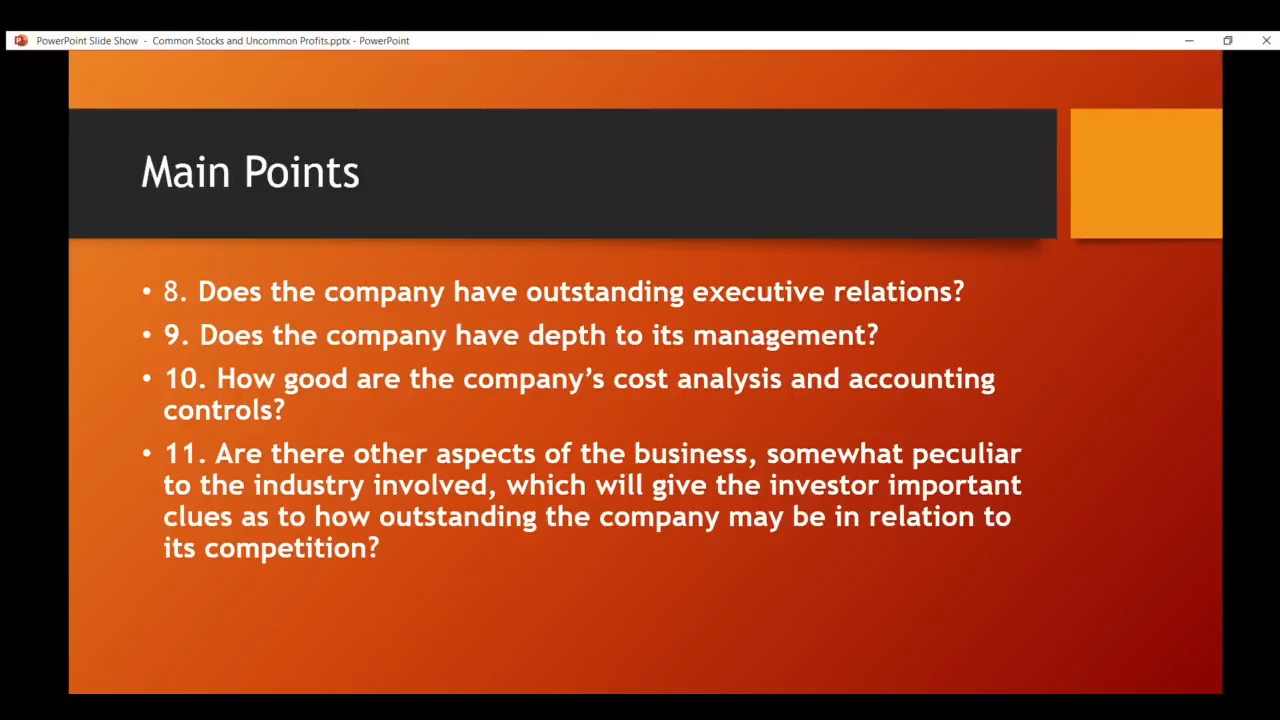 PowerPoint Slide Show - Common Stocks and Uncommon Profits.pptx - PowerPoint
Main Points
• 8. Does the company have outstanding executive relations?
• 9. Does the company have depth to its management?
• 10. How good are the company’s cost analysis and accounting
controls?
• 11. Are there other aspects of the business, somewhat peculiar
to the industry involved, which will give the investor important
clues as to how outstanding the company may be in relation to
its competition?